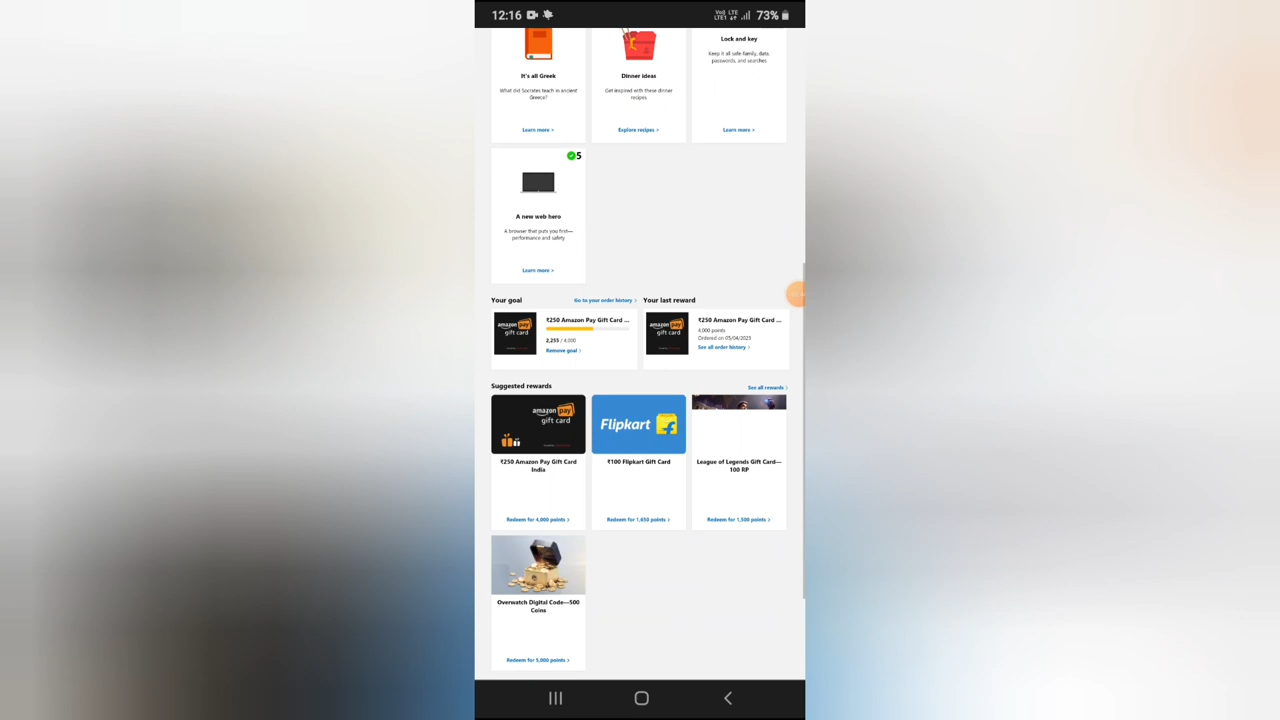 12:16
Vo)) LTE
LTE1
73%
It's all Greek
What did Socrates teach in ancient
Greece?
Learn more >
Dinner ideas
Get inspired with these dinner
recipes
Explore recipes >
Lock and key
Keep it all safe-family, data,
passwords, and searches
Learn more >
5
A new web hero
A browser that puts you first—
performance and safety
Learn more >
Your goal
Go to your order history >
amazon pay
gift card
₹250 Amazon Pay Gift Card ...
2,255 / 4,000
Remove goal >
Your last reward
amazon pay
gift card
₹250 Amazon Pay Gift Card ...
4,000 points
Ordered on 05/04/2023
See all order history >
Suggested rewards
See all rewards >
amazon pay
gift card
₹250 Amazon Pay Gift Card
India
Redeem for 4,000 points >
Flipkart
₹100 Flipkart Gift Card
Redeem for 1,650 points >
League of Legends Gift Card—
100 RP
Redeem for 1,500 points >
Overwatch Digital Code—500
Coins
Redeem for 5,000 points >